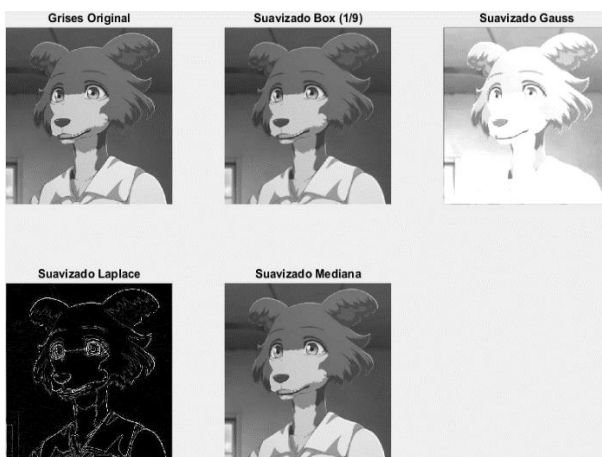 Grises Original
Suavizado Box (1/9)
Suavizado Gauss
Suavizado Laplace
Suavizado Mediana